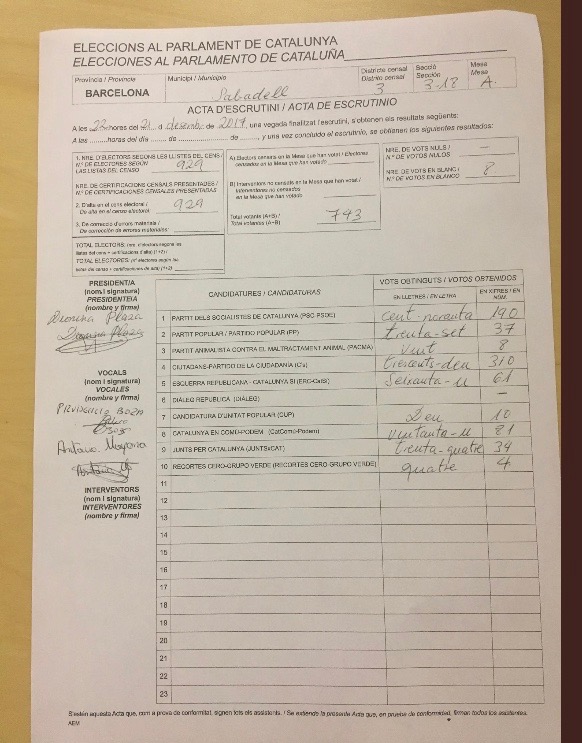 ELECCIONS AL PARLAMENT DE CATALUNYA
ELECCIONES AL PARLAMENTO DE CATALUÑA
Província / Provincia
BARCELONA
Municipi / Municipio
Sabadell
Districte censal
Distrito censal
3
Secció
Sección
3-18
Mesa
Mesa
A.
ACTA D'ESCRUTINI / ACTA DE ESCRUTINIO
A les 22 hores del 21 d desembre de 2017, una vegada finalitzat l'escrutini, s'obtenen els resultats següents:
A las ..........horas del día ....... de .................... de ........, y una vez concluido el escrutinio, se obtienen los siguientes resultados:
1. NRE. D'ELECTORS SEGONS LES LLISTES DEL CENS /
N.º DE ELECTORES SEGÚN
LAS LISTAS DEL CENSO
929
NRE. DE CERTIFICACIONS CENSALS PRESENTADES /
N.º DE CERTIFICACIONES CENSALES PRESENTADAS
2. D'alta en el cens electoral /
De alta en el censo electoral:
929
3. De correcció d'errors materials /
De corrección de errores materiales:
TOTAL ELECTORS: (nre. d'electors segons les
llistes del cens + certificacions d'alta) (1+2) /
TOTAL ELECTORES: (n.º electores según las
listas del censo + certificaciones de alta) (1+2)
A) Electors censats en la Mesa que han votat / Electores
censados en la Mesa que han votado
B) Interventors no censats en la Mesa que han votat /
Interventores no censados
en la Mesa que han votado
Total votants (A+B) /
Total votantes (A+B)
743
NRE. DE VOTS NULS /
N.º DE VOTOS NULOS
—
NRE. DE VOTS EN BLANC /
N.º DE VOTOS EN BLANCO
8
PRESIDENT/A
(nom i signatura)
PRESIDENTE/A
(nombre y firma)
Plaza
VOCALS
(nom i signatura)
VOCALES
(nombre y firma)
INTERVENTORS
(nom i signatura)
INTERVENTORES
(nombre y firma)
CANDIDATURES / CANDIDATURAS
VOTS OBTINGUTS / VOTOS OBTENIDOS
EN LLETRES / EN LETRA
EN XIFRES / EN NÚM.
1 PARTIT DELS SOCIALISTES DE CATALUNYA (PSC-PSOE) cent noranta 190
2 PARTIT POPULAR / PARTIDO POPULAR (PP) trenta-set 37
3 PARTIT ANIMALISTA CONTRA EL MALTRACTAMENT ANIMAL (PACMA) vuit 8
4 CIUTADANS-PARTIDO DE LA CIUDADANÍA (C's) trescents-deu 310
5 ESQUERRA REPUBLICANA - CATALUNYA SÍ (ERC-CatSí) Seixanta-u 61
6 DIÀLEG REPUBLICÀ (DIÀLEG) —
7 CANDIDATURA D'UNITAT POPULAR (CUP) Deu 10
8 CATALUNYA EN COMÚ-PODEM (CatComú-Podem) vuitanta-u 81
9 JUNTS PER CATALUNYA (JUNTSxCAT) trenta-quatre 34
10 RECORTES CERO-GRUPO VERDE (RECORTES CERO-GRUPO VERDE) quatre 4
11
12
13
14
15
16
17
18
19
20
21
22
23
S'estén aquesta Acta que, com a prova de conformitat, signen tots els assistents. / Se extiende la presente Acta que, en prueba de conformidad, firman todos los asistentes.
AEM